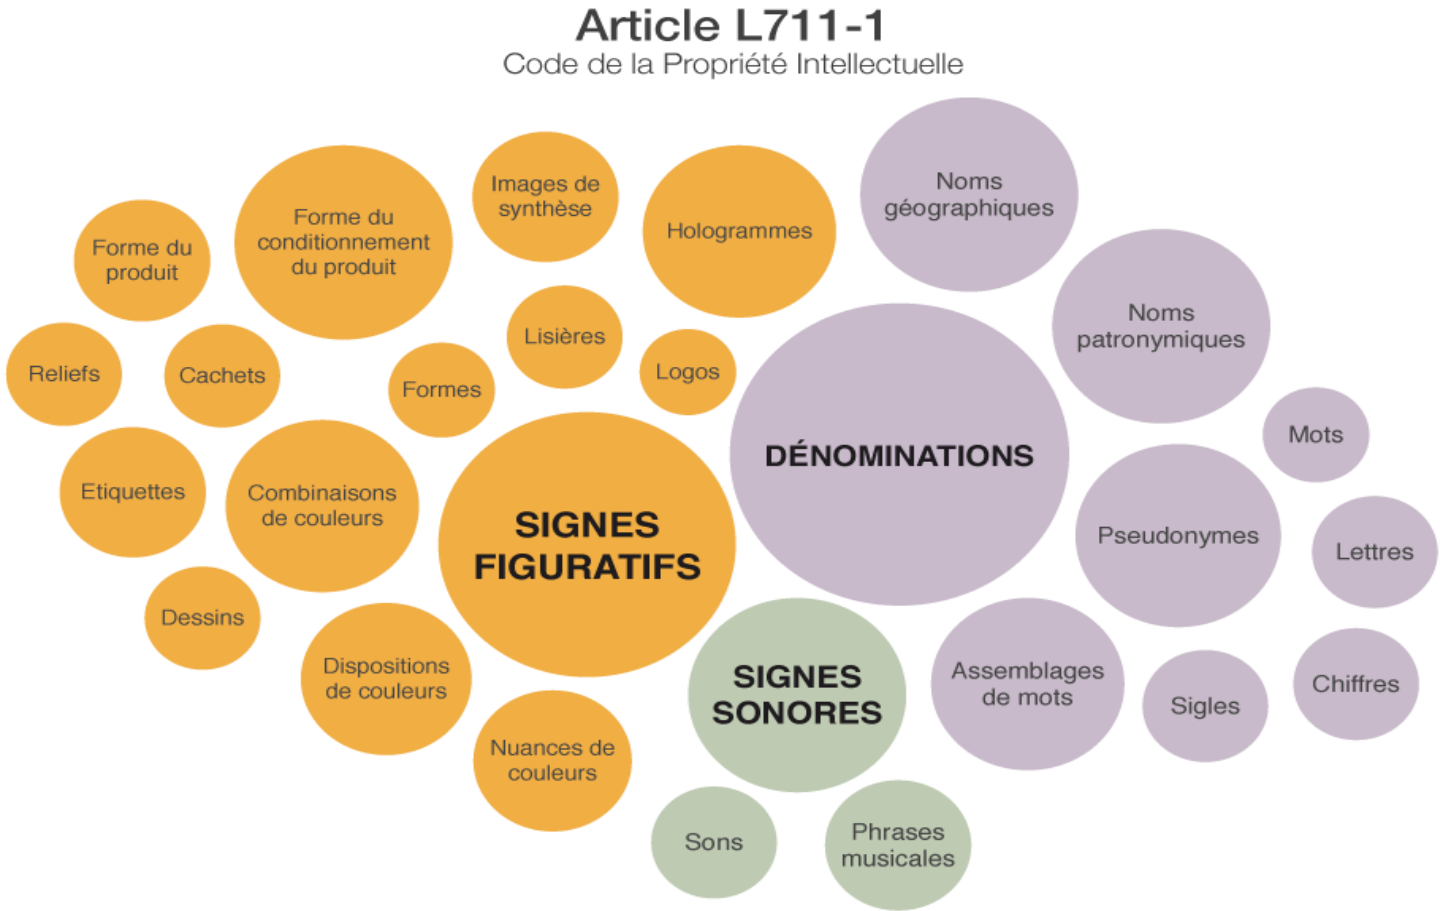 Article L711-1
Code de la Propriété Intellectuelle
Forme du
produit
Forme du
conditionnement
du produit
Images de
synthèse
Hologrammes
Reliefs
Cachets
Formes
Lisières
Logos
Etiquettes
Combinaisons
de couleurs
SIGNES
FIGURATIFS
Dessins
Dispositions
de couleurs
Nuances de
couleurs
Noms
géographiques
Noms
patronymiques
DÉNOMINATIONS
Mots
Pseudonymes
Lettres
Assemblages
de mots
Sigles
Chiffres
SIGNES
SONORES
Sons
Phrases
musicales